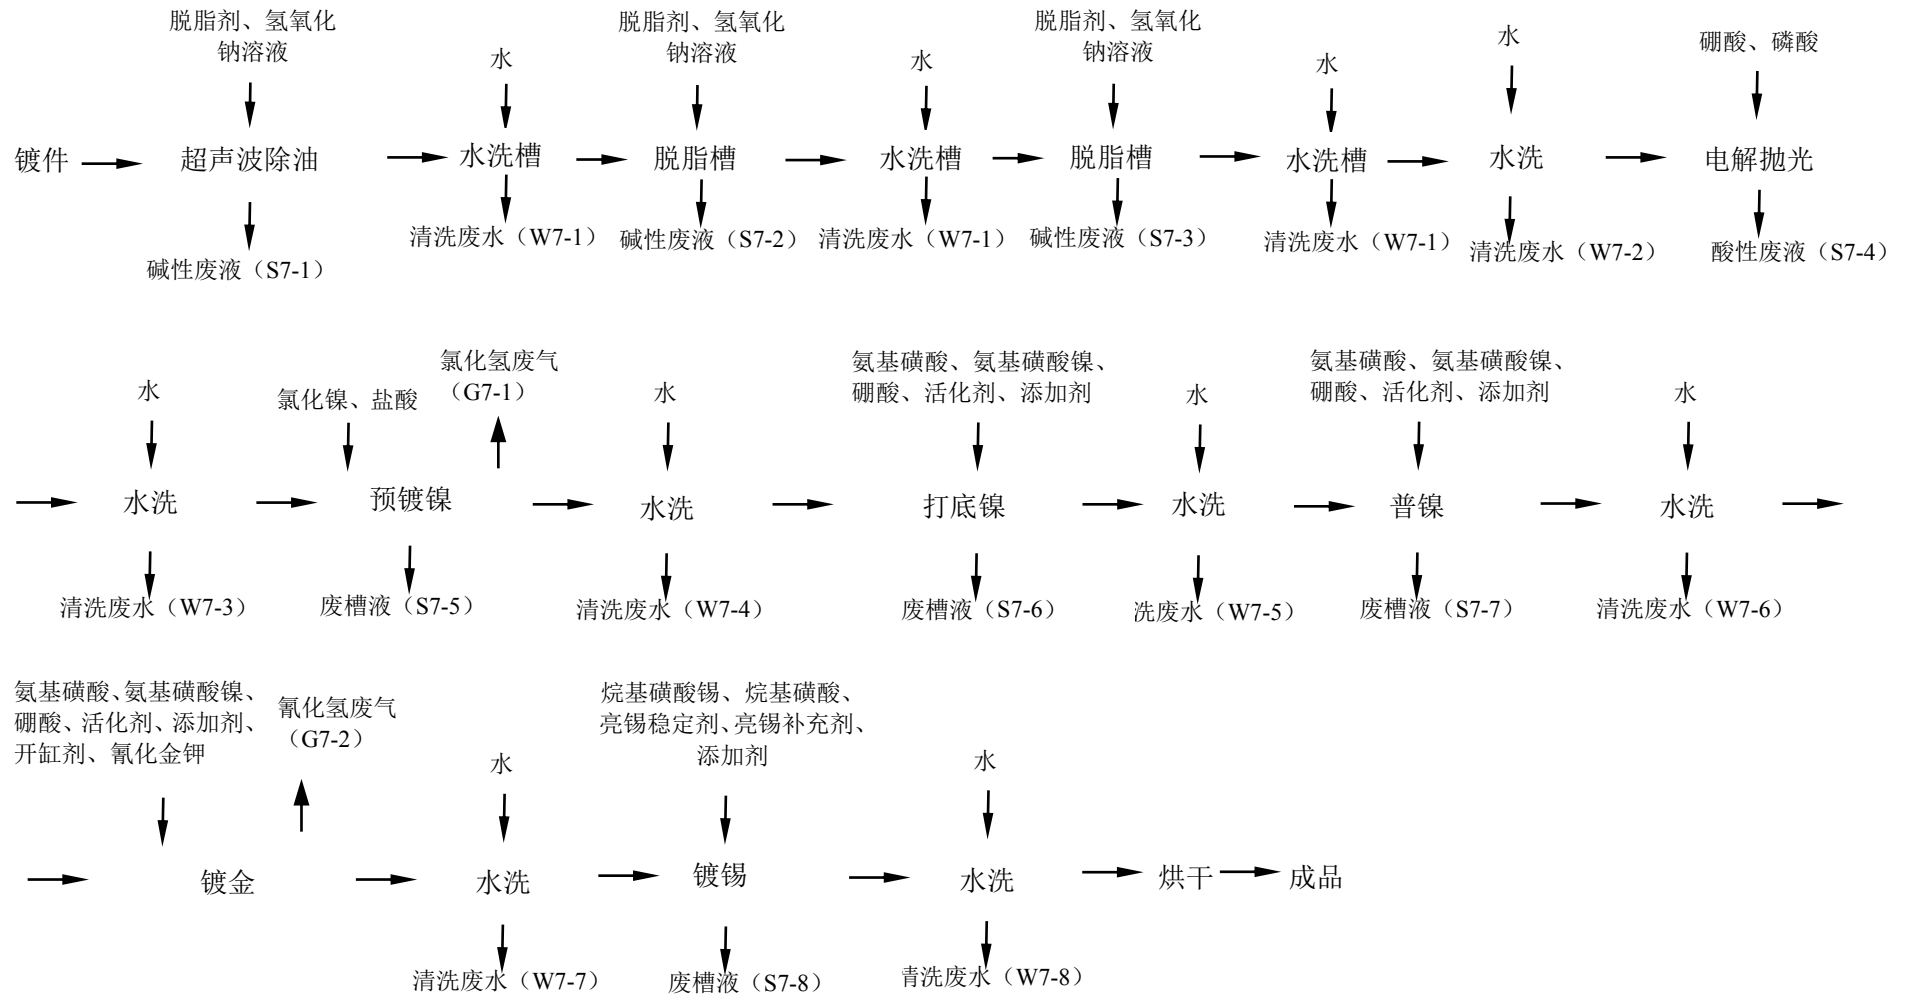 脱脂剂、氢氧化
钠溶液
水
脱脂剂、氢氧化
钠溶液
水
脱脂剂、氢氧化
钠溶液
水
水
硼酸、磷酸
镀件
超声波除油
水洗槽
脱脂槽
水洗槽
脱脂槽
水洗槽
水洗
电解抛光
碱性废液（S7-1）
清洗废水（W7-1）
碱性废液（S7-2）
清洗废水（W7-1）
碱性废液（S7-3）
清洗废水（W7-1）
清洗废水（W7-2）
酸性废液（S7-4）
水
氯化镍、盐酸
氯化氢废气
（G7-1）
水
氨基磺酸、氨基磺酸镍、
硼酸、活化剂、添加剂
水
氨基磺酸、氨基磺酸镍、
硼酸、活化剂、添加剂
水
水洗
预镀镍
水洗
打底镍
水洗
普镍
水洗
清洗废水（W7-3）
废槽液（S7-5）
清洗废水（W7-4）
废槽液（S7-6）
洗废水（W7-5）
废槽液（S7-7）
清洗废水（W7-6）
氨基磺酸、氨基磺酸镍、
硼酸、活化剂、添加剂、
开缸剂、氰化金钾
氰化氢废气
（G7-2）
水
烷基磺酸锡、烷基磺酸、
亮锡稳定剂、亮锡补充剂、
添加剂
水
镀金
水洗
镀锡
水洗
烘干
成品
清洗废水（W7-7）
废槽液（S7-8）
清洗废水（W7-8）